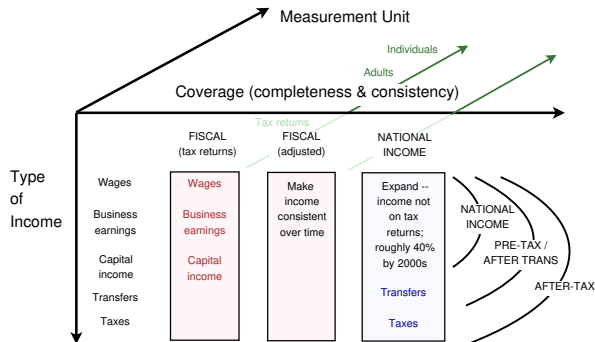 Measurement Unit
Individuals
Adults
Coverage (completeness & consistency)
Tax returns
FISCAL
(tax returns)
FISCAL
(adjusted)
NATIONAL
INCOME
Type
of
Income
Wages
Business
earnings
Capital
income
Transfers
Taxes
Wages
Business
earnings
Capital
income
Make
income
consistent
over time
Expand --
income not
on tax
returns;
roughly 40%
by 2000s
Transfers
Taxes
NATIONAL
INCOME
PRE-TAX /
AFTER TRANS
AFTER-TAX